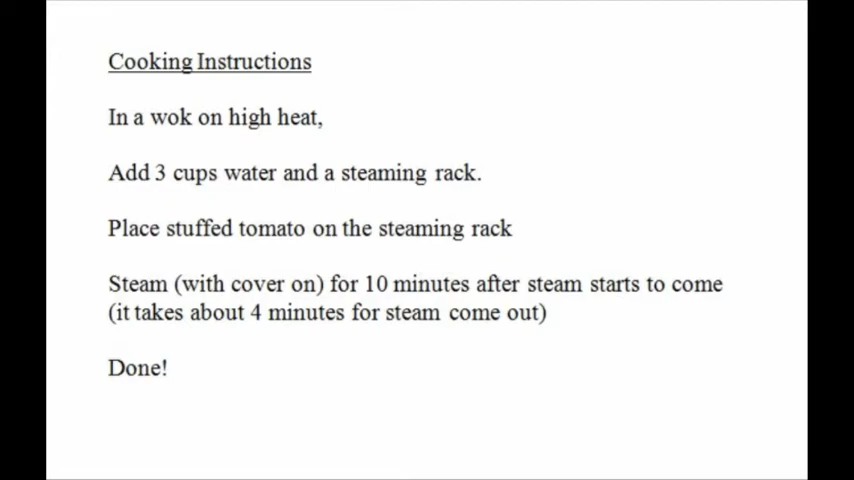 Cooking Instructions
In a wok on high heat,
Add 3 cups water and a steaming rack.
Place stuffed tomato on the steaming rack
Steam (with cover on) for 10 minutes after steam starts to come
(it takes about 4 minutes for steam come out)
Done!